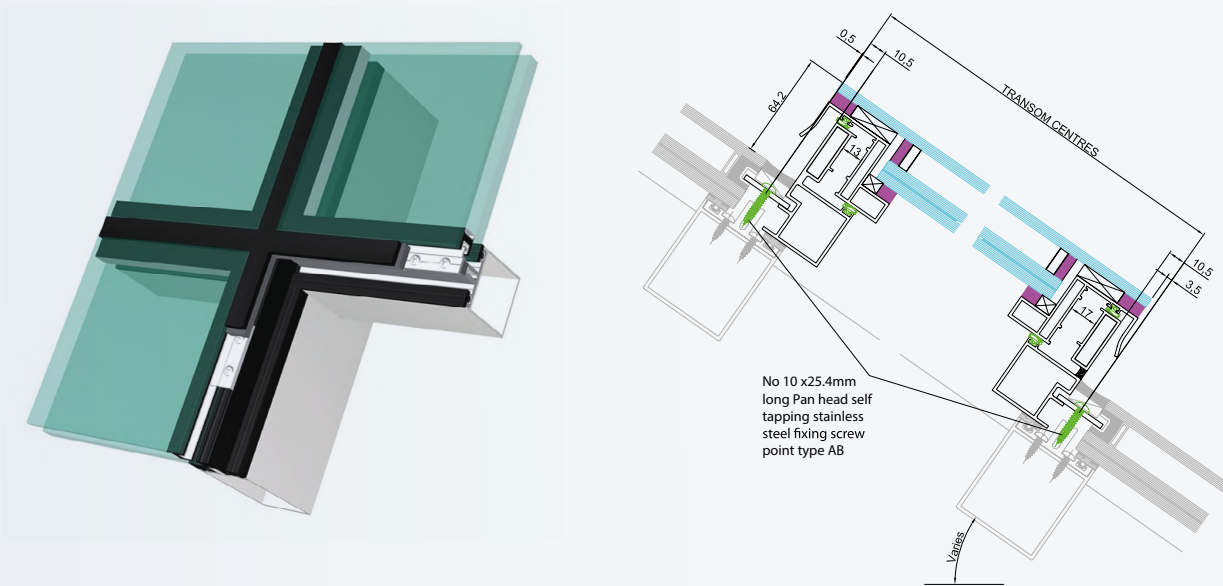 0.5
10.5
64.2
TRANSOM CENTRES
13
10.5
3.5
17
No 10 x25.4mm
long Pan head self
tapping stainless
steel fixing screw
point type AB
Varies